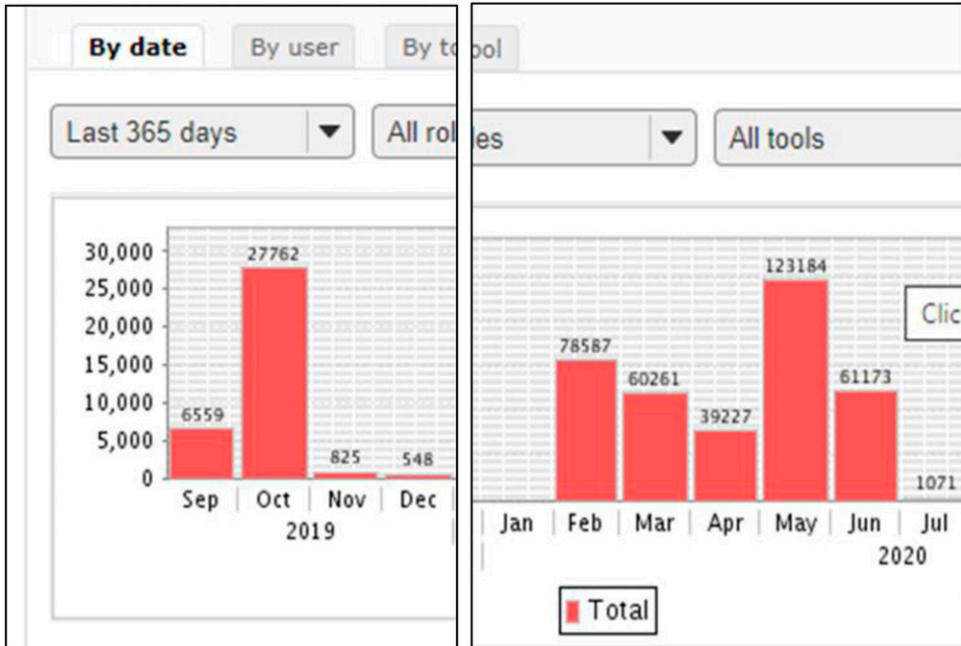 By date By user By to
Last 365 days All rol
30,000
25,000
20,000
15,000
10,000
5,000
0
6559
27762
825
548
Sep Oct Nov Dec
2019
ool
les All tools
78587
60261
39227
123184
61173
1071
Clic
Jan Feb Mar Apr May Jun Jul
2020
Total